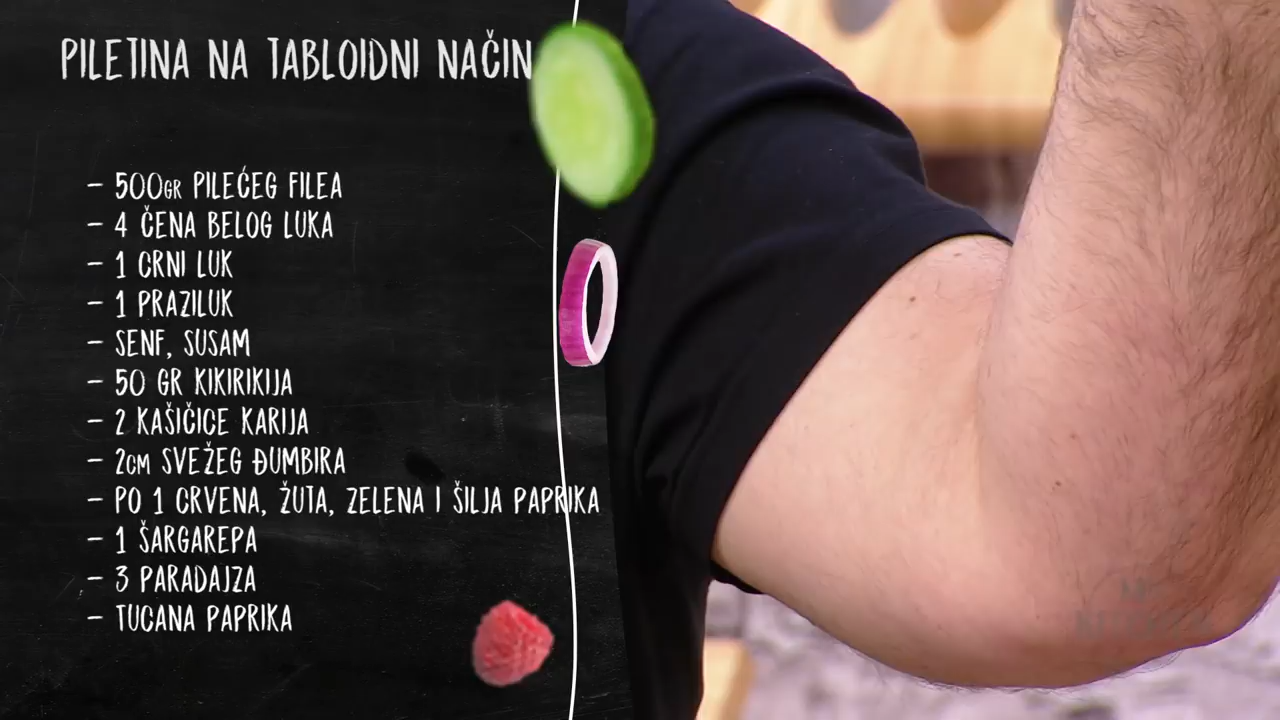 PILETINA NA TABLOIDNI NAČIN
- 500GR PILEĆEG FILEA
- 4 ČENA BELOG LUKA
- 1 CRNI LUK
- 1 PRAZILUK
- SENF, SUSAM
- 50 GR KIKIRIKIJA
- 2 KAŠIČICE KARIJA
- 2CM SVEŽEG ĐUMBIRA
- PO 1 CRVENA, ŽUTA, ZELENA I ŠILJA PAPRIKA
- 1 ŠARGAREPA
- 3 PARADAJZA
- TUCANA PAPRIKA